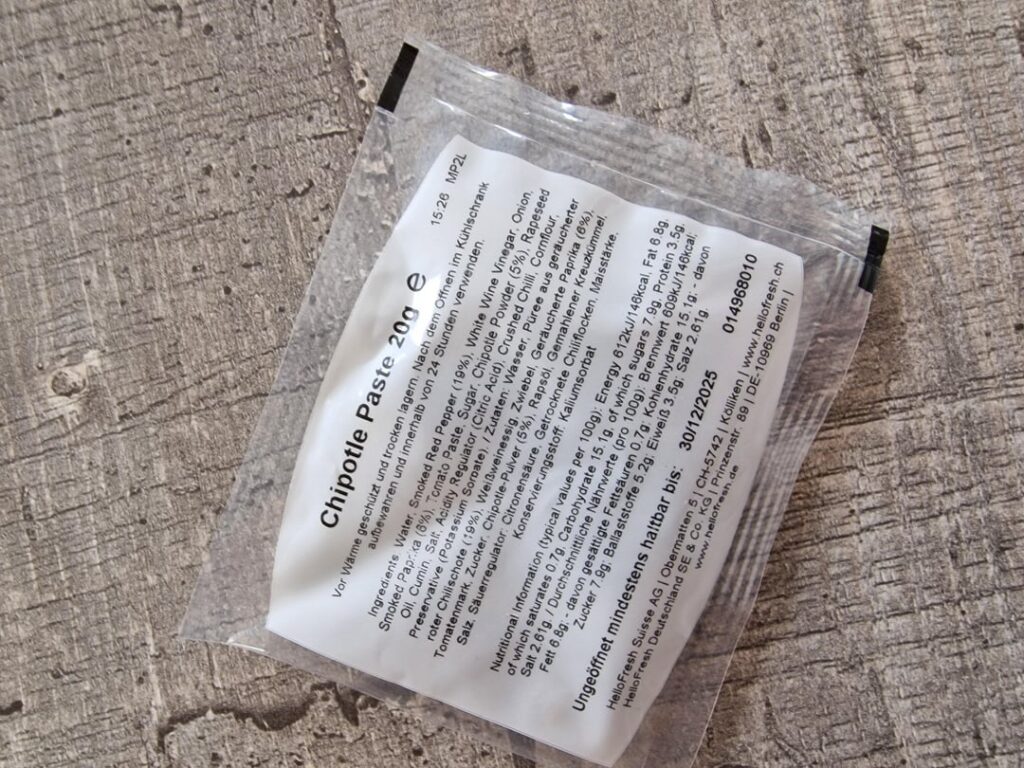 Chipotle Paste 20g ℮
15:26 MP2L
Vor Wärme geschützt und trocken lagern. Nach dem Öffnen im Kühlschrank
aufbewahren und innerhalb von 24 Stunden verwenden.
Ingredients: Water, Smoked Red Pepper (19%), White Wine Vinegar, Onion,
Smoked Paprika (6%), Tomato Paste, Sugar, Chipotle Powder (5%), Rapeseed
Oil, Cumin, Salt, Acidity Regulator (Citric Acid), Crushed Chilli, Cornflour,
Preservative (Potassium Sorbate) / Zutaten: Wasser, Püree aus geräucherter
roter Chilischote (19%), Weißweinessig, Zwiebel, Geräucherte Paprika (6%),
Tomatenmark, Zucker, Chipotle-Pulver (5%), Rapsöl, Gemahlener Kreuzkümmel,
Salz, Säuerregulator: Citronensäure, Getrocknete Chiliflocken, Maisstärke,
Konservierungsstoff: Kaliumsorbat
Nutritional Information (typical values per 100g): Energy 612kJ/146kcal, Fat 6.8g,
of which saturates 0.7g, Carbohydrate 15.1g, of which sugars 7.9g, Protein 3.5g,
Salt 2.61g / Durchschnittliche Nährwerte (pro 100g): Brennwert 609kJ/146kcal;
Fett 6.8g; - davon gesättigte Fettsäuren 0.7g; Kohlenhydrate 15.1g; - davon
Zucker 7.9g; Ballaststoffe 5.2g; Eiweiß 3.5g; Salz 2.61g
Ungeöffnet mindestens haltbar bis: 30/12/2025 014968010
HelloFresh Suisse AG | Obermatten 5 | CH-5742 | Kölliken | www.hellofresh.ch
HelloFresh Deutschland SE & Co. KG | Prinzenstr. 89 | DE-10969 Berlin |
www.hellofresh.de